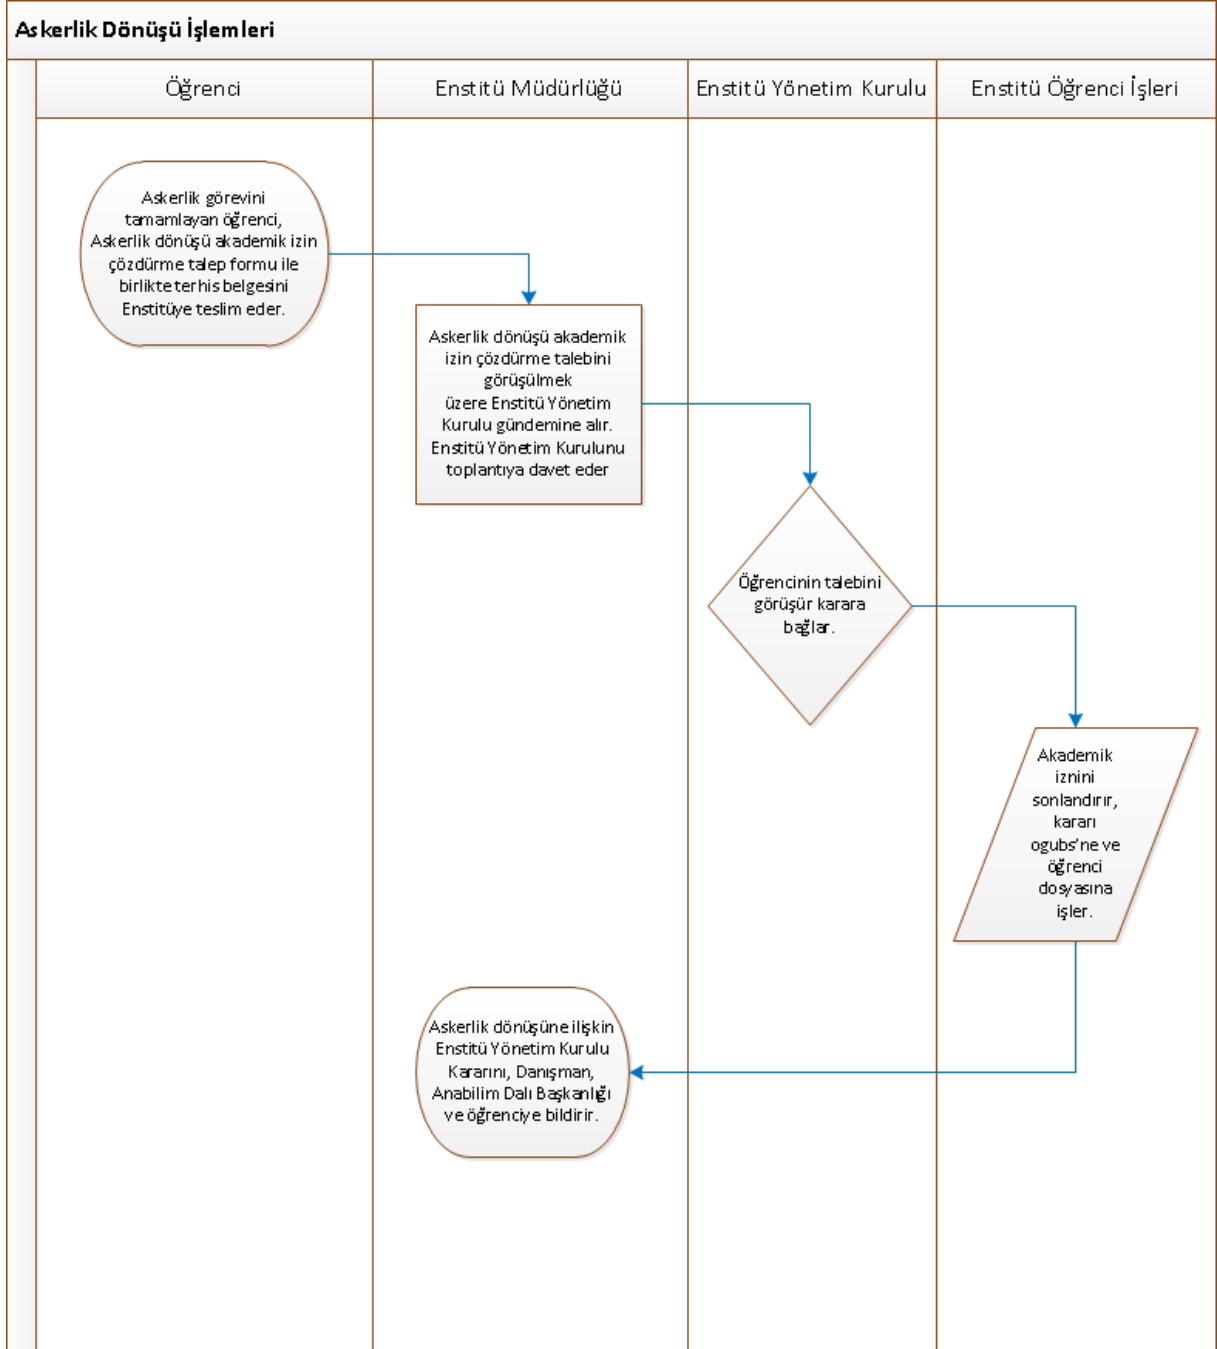 Askerlik Dönüşü İşlemleri
Öğrenci
Enstitü Müdürlüğü
Enstitü Yönetim Kurulu
Enstitü Öğrenci İşleri
Askerlik görevini
tamamlayan öğrenci,
Askerlik dönüşü akademik izin
çözdürme talep formu ile
birlikte terhis belgesini
Enstitüye teslim eder.
Askerlik dönüşü akademik
izin çözdürme talebini
görüşülmek
üzere Enstitü Yönetim
Kurulu gündemine alır.
Enstitü Yönetim Kurulunu
toplantıya davet eder
Öğrencinin talebini
görüşür karara
bağlar.
Akademik
iznini
sonlandırır,
kararı
ogubs’ne ve
öğrenci
dosyasına
işler.
Askerlik dönüşüne ilişkin
Enstitü Yönetim Kurulu
Kararını, Danışman,
Anabilim Dalı Başkanlığı
ve öğrenciye bildirir.